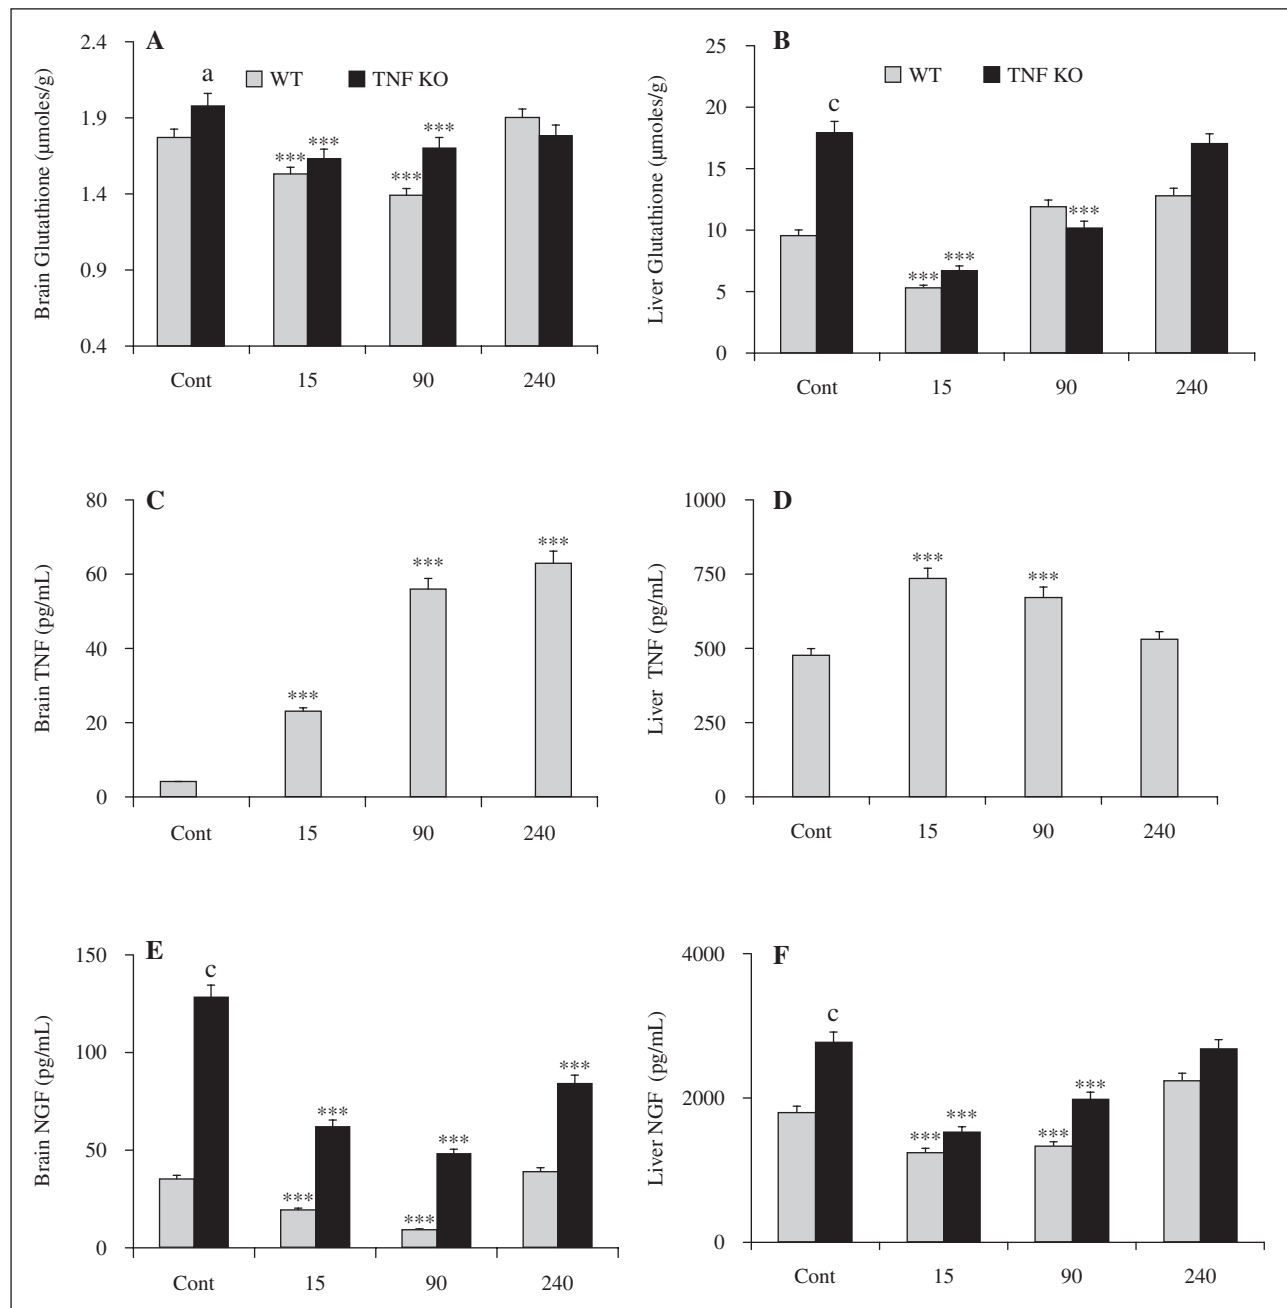 A
WT
TNF KO
Brain Glutathione (μmoles/g)
2.4
1.9
1.4
0.9
0.4
a
***
***
***
***
Cont 15 90 240
B
WT
TNF KO
Liver Glutathione (μmoles/g)
25
20
15
10
5
0
c
***
***
***
Cont 15 90 240
C
Brain TNF (pg/mL)
80
60
40
20
0
***
***
***
Cont 15 90 240
D
Liver TNF (pg/mL)
1000
750
500
250
0
***
***
Cont 15 90 240
E
Brain NGF (pg/mL)
150
100
50
0
c
***
***
***
***
***
Cont 15 90 240
F
Liver NGF (pg/mL)
4000
2000
0
c
***
***
***
***
Cont 15 90 240